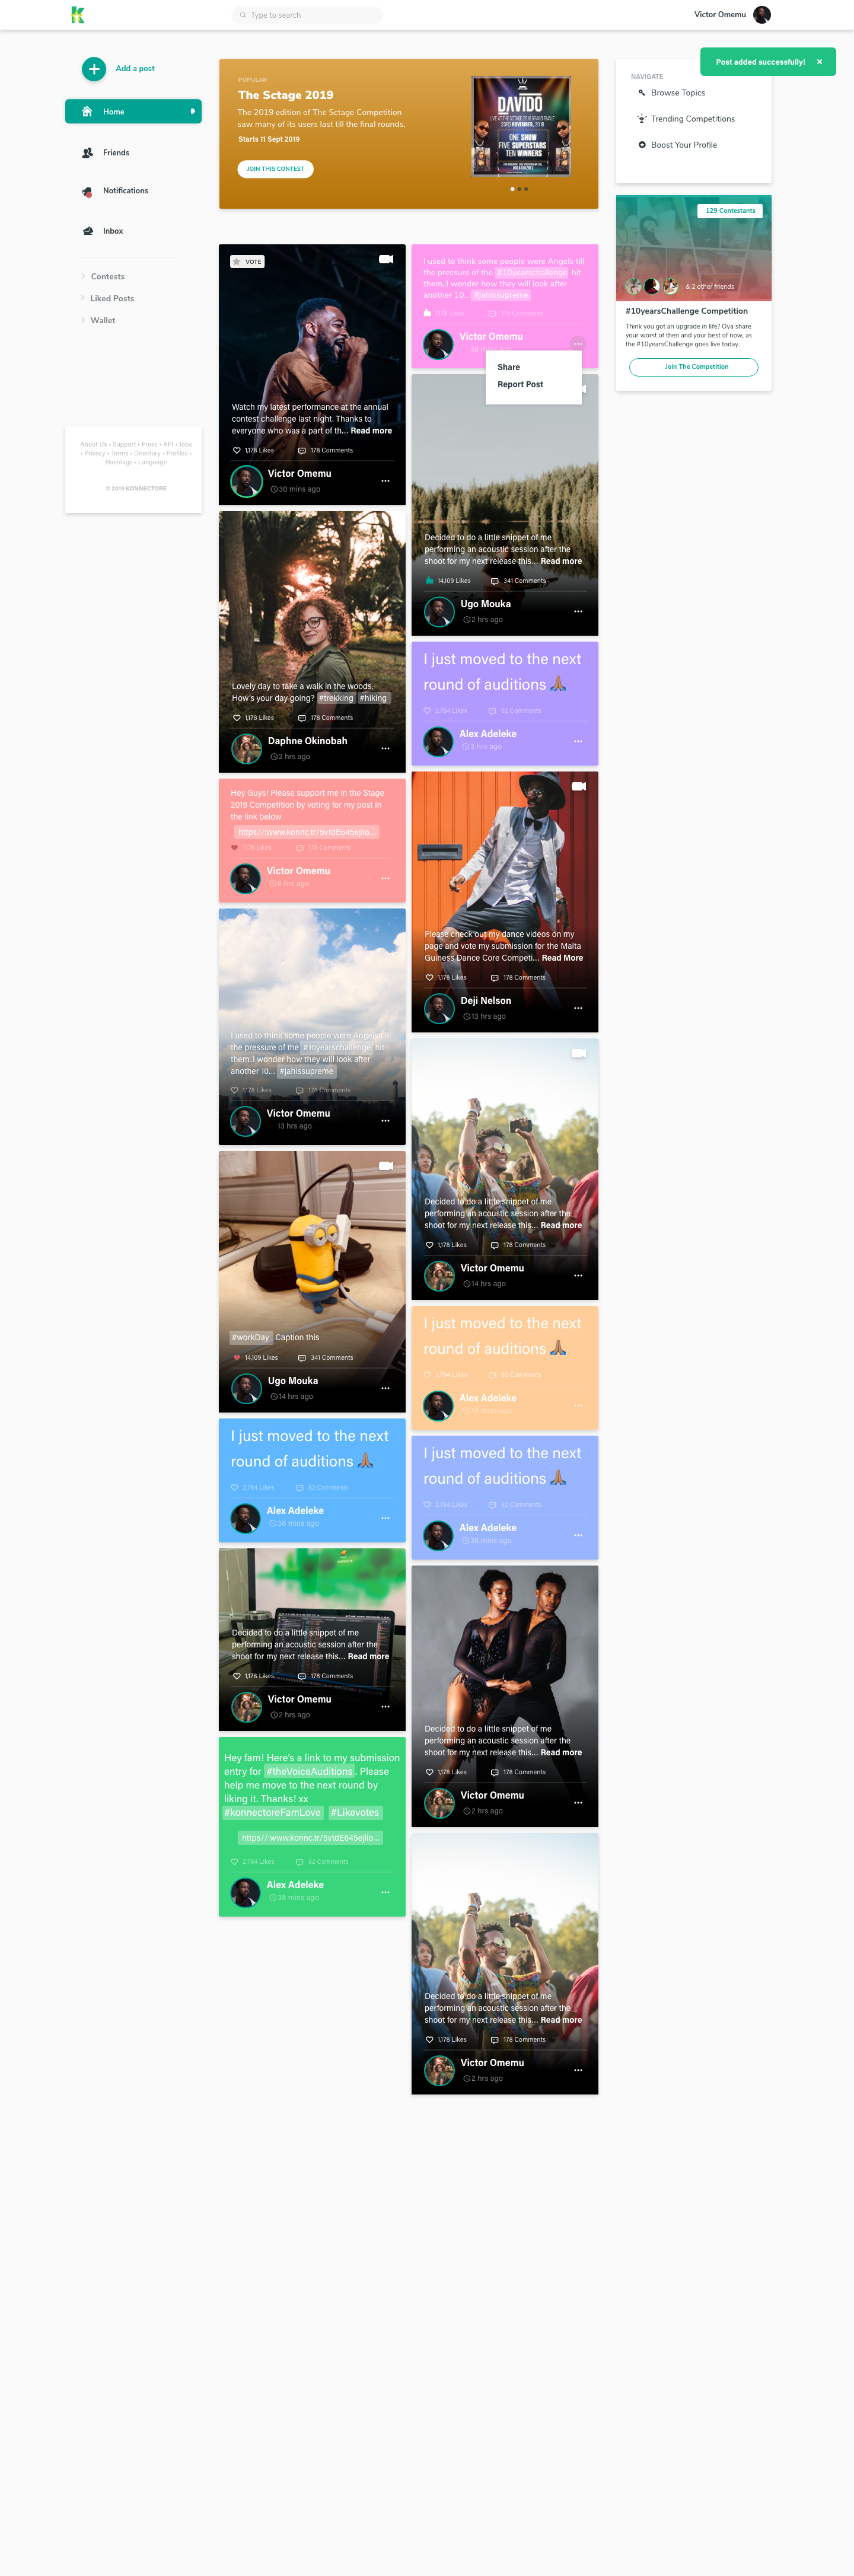 Type to search
Victor Omemu
Post added successfully!
Add a post
Home
Friends
Notifications
Inbox
Contests
Liked Posts
Wallet
About Us • Support • Press • API • Jobs
• Privacy • Terms • Directory • Profiles •
Hashtags • Language
© 2019 KONNECTORE
POPULAR
The Sctage 2019
The 2019 edition of The Sctage Competition
saw many of its users last till the final rounds,
Starts 11 Sept 2019
JOIN THIS CONTEST
DAVIDO
LIVE AT THE SCTAGE 2018 GRAND FINALE
23RD NOVEMBER, 2018
ONE SHOW
FIVE SUPERSTARS
TEN WINNERS
NAVIGATE
Browse Topics
Trending Competitions
Boost Your Profile
129 Contestants
& 2 other friends
#10yearsChallenge Competition
Think you got an upgrade in life? Oya share
your worst of then and your best of now, as
the #10yearsChallenge goes live today.
Join The Competition
VOTE
Watch my latest performance at the annual
contest challenge last night. Thanks to
everyone who was a part of th... Read more
1,178 Likes 178 Comments
Victor Omemu
30 mins ago
Lovely day to take a walk in the woods.
How's your day going? #trekking #hiking
1,178 Likes 178 Comments
Daphne Okinobah
2 hrs ago
Hey Guys! Please support me in the Stage
2019 Competition by voting for my post in
the link below
https//:www.konnc.tr/5vtdE645ejlio...
1,179 Likes 179 Comments
Victor Omemu
8 hrs ago
I used to think some people were Angels till
the pressure of the #10yearschallenge hit
them..I wonder how they will look after
another 10... #jahissupreme
1,178 Likes 178 Comments
Victor Omemu
13 hrs ago
#workDay Caption this
14,109 Likes 341 Comments
Ugo Mouka
14 hrs ago
I just moved to the next
round of auditions 🙏🏽
2,784 Likes 82 Comments
Alex Adeleke
38 mins ago
Decided to do a little snippet of me
performing an acoustic session after the
shoot for my next release this... Read more
1,178 Likes 178 Comments
Victor Omemu
2 hrs ago
Hey fam! Here's a link to my submission
entry for #theVoiceAuditions. Please
help me move to the next round by
liking it. Thanks! xx
#konnectoreFamLove #Likevotes
https//:www.konnc.tr/5vtdE645ejlio...
2,784 Likes 82 Comments
Alex Adeleke
38 mins ago
I used to think some people were Angels till
the pressure of the #10yearschallenge hit
them..I wonder how they will look after
another 10... #jahissupreme
1,178 Likes 178 Comments
Victor Omemu
38 mins ago
Share
Report Post
Decided to do a little snippet of me
performing an acoustic session after the
shoot for my next release this... Read more
14,109 Likes 341 Comments
Ugo Mouka
2 hrs ago
I just moved to the next
round of auditions 🙏🏽
2,784 Likes 82 Comments
Alex Adeleke
3 hrs ago
Please check out my dance videos on my
page and vote my submission for the Malta
Guiness Dance Core Competi... Read More
1,178 Likes 178 Comments
Deji Nelson
13 hrs ago
Decided to do a little snippet of me
performing an acoustic session after the
shoot for my next release this... Read more
1,178 Likes 178 Comments
Victor Omemu
14 hrs ago
I just moved to the next
round of auditions 🙏🏽
2,784 Likes 82 Comments
Alex Adeleke
38 mins ago
I just moved to the next
round of auditions 🙏🏽
2,784 Likes 82 Comments
Alex Adeleke
38 mins ago
Decided to do a little snippet of me
performing an acoustic session after the
shoot for my next release this... Read more
1,178 Likes 178 Comments
Victor Omemu
2 hrs ago
Decided to do a little snippet of me
performing an acoustic session after the
shoot for my next release this... Read more
1,178 Likes 178 Comments
Victor Omemu
2 hrs ago